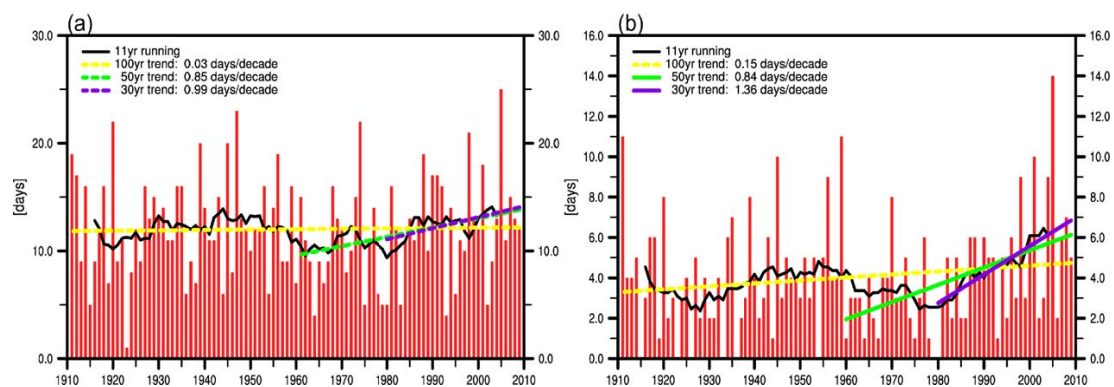 (a)
30.0
20.0
10.0
0.0
[days]
30.0
20.0
10.0
0.0
11yr running
100yr trend: 0.03 days/decade
50yr trend: 0.85 days/decade
30yr trend: 0.99 days/decade
1910 1920 1930 1940 1950 1960 1970 1980 1990 2000 2010
(b)
16.0
14.0
12.0
10.0
8.0
6.0
4.0
2.0
0.0
[days]
16.0
14.0
12.0
10.0
8.0
6.0
4.0
2.0
0.0
11yr running
100yr trend: 0.15 days/decade
50yr trend: 0.84 days/decade
30yr trend: 1.36 days/decade
1910 1920 1930 1940 1950 1960 1970 1980 1990 2000 2010